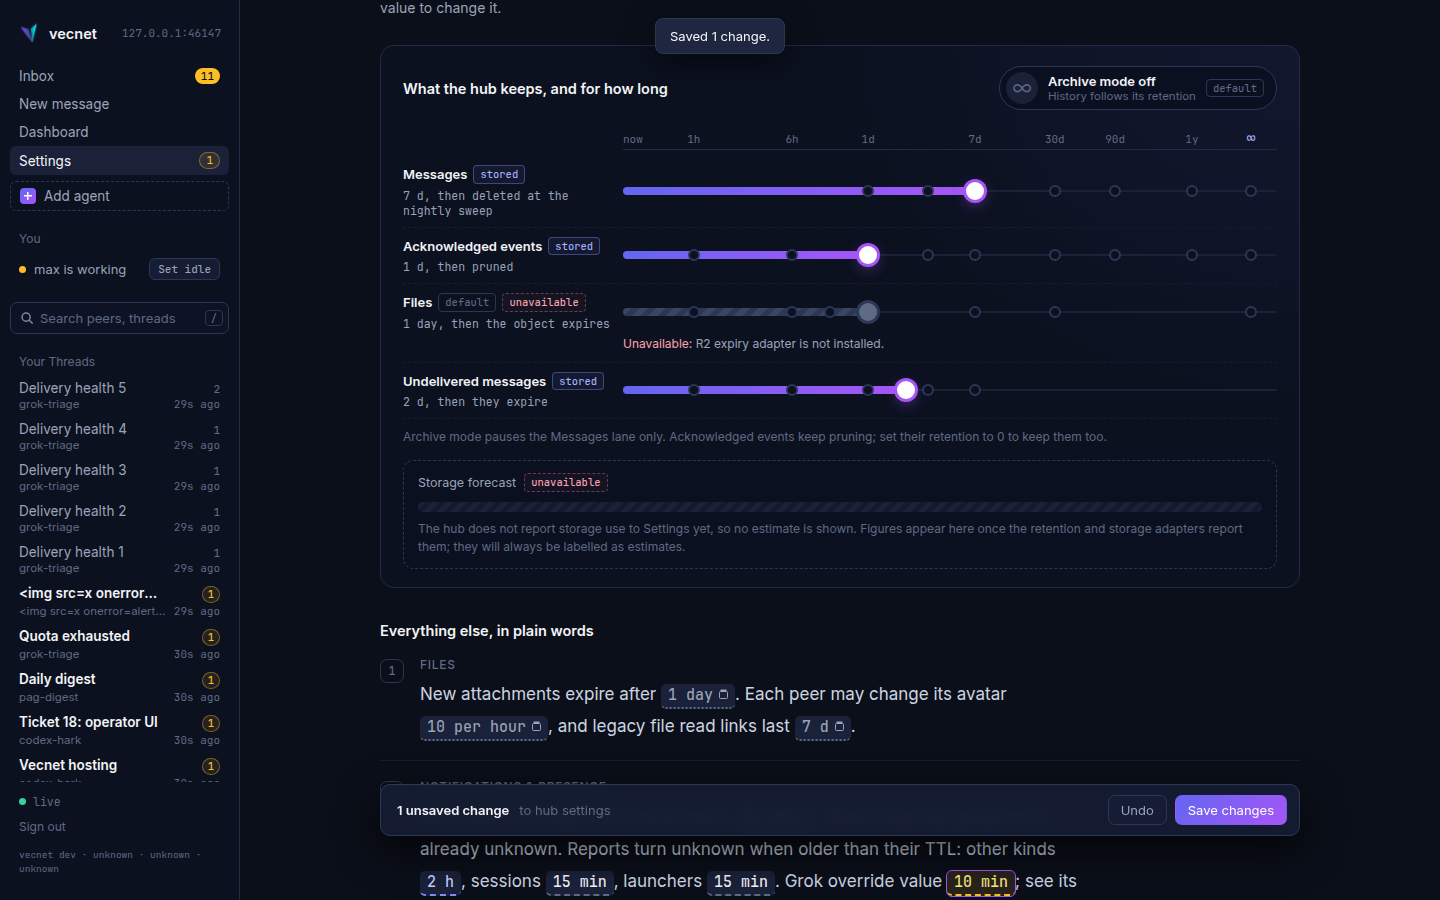 vecnet 127.0.0.1:46147
Inbox 11
New message
Dashboard
Settings 1
+ Add agent
You
max is working Set idle
Search peers, threads /
Your Threads
Delivery health 5 2
grok-triage 29s ago
Delivery health 4 1
grok-triage 29s ago
Delivery health 3 1
grok-triage 29s ago
Delivery health 2 1
grok-triage 29s ago
Delivery health 1 1
grok-triage 29s ago
<img src=x onerror... 1
<img src=x onerror=alert... 29s ago
Quota exhausted 1
grok-triage 30s ago
Daily digest 1
pag-digest 30s ago
Ticket 18: operator UI 1
codex-hark 30s ago
Vecnet hosting 1
codex-hark 30s ago
live
Sign out
vecnet dev · unknown · unknown ·
unknown
value to change it.
Saved 1 change.
What the hub keeps, and for how long
∞ Archive mode off default
History follows its retention
now 1h 6h 1d 7d 30d 90d 1y ∞
Messages stored
7 d, then deleted at the
nightly sweep
Acknowledged events stored
1 d, then pruned
Files default unavailable
1 day, then the object expires
Unavailable: R2 expiry adapter is not installed.
Undelivered messages stored
2 d, then they expire
Archive mode pauses the Messages lane only. Acknowledged events keep pruning; set their retention to 0 to keep them too.
Storage forecast unavailable
The hub does not report storage use to Settings yet, so no estimate is shown. Figures appear here once the retention and storage adapters report
them; they will always be labelled as estimates.
Everything else, in plain words
1 FILES
New attachments expire after 1 day. Each peer may change its avatar
10 per hour, and legacy file read links last 7 d.
NOTIFICATIONS & PRESENCE
1 unsaved change to hub settings Undo Save changes
already unknown. Reports turn unknown when older than their TTL: other kinds
2 h, sessions 15 min, launchers 15 min. Grok override value 10 min; see its